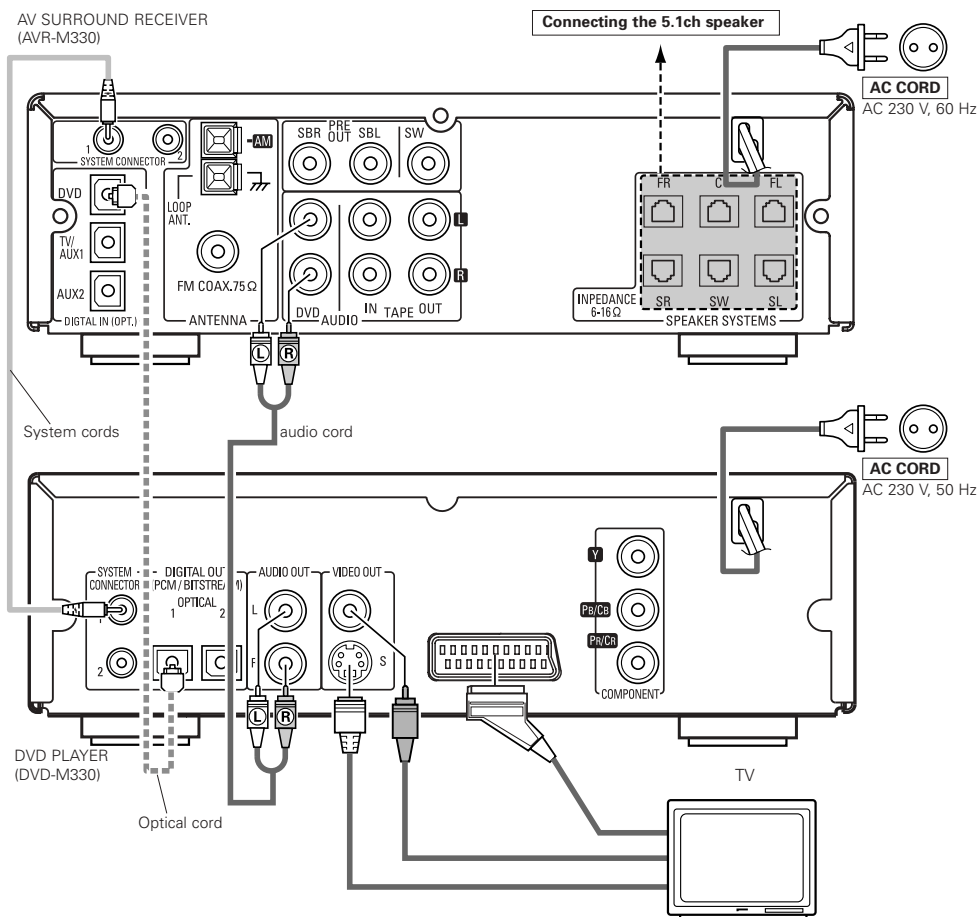 AV SURROUND RECEIVER
(AVR-M330)
Connecting the 5.1ch speaker
AC CORD
AC 230 V, 60 Hz
1
2
SYSTEM CONNECTOR
AM
LOOP
ANT.
FM COAX.75Ω
ANTENNA
DVD
TV/
AUX1
AUX2
DIGTAL IN (OPT.)
PRE
OUT
SBR
SBL
SW
L
R
DVD
AUDIO
IN TAPE OUT
FR
C
FL
SR
SW
SL
INPEDANCE
6-16Ω
SPEAKER SYSTEMS
L
R
System cords
audio cord
AC CORD
AC 230 V, 50 Hz
SYSTEM
CONNECTOR
1
2
DIGITAL OUT
(PCM / BITSTREAM)
OPTICAL
1
2
AUDIO OUT
L
R
VIDEO OUT
S
Y
PB/CB
PR/CR
COMPONENT
L
R
DVD PLAYER
(DVD-M330)
Optical cord
TV